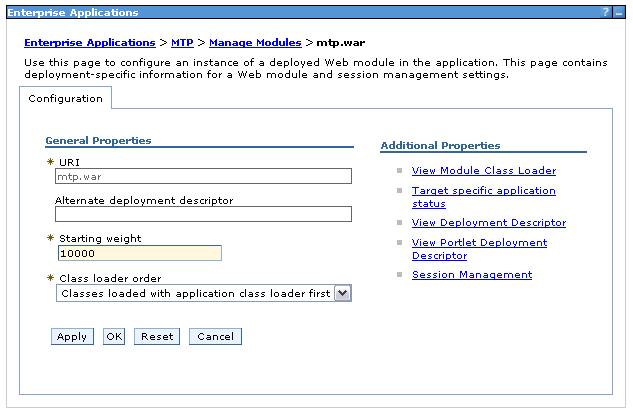 Enterprise Applications ? _
Enterprise Applications > MTP > Manage Modules > mtp.war
Use this page to configure an instance of a deployed Web module in the application. This page contains
deployment-specific information for a Web module and session management settings.
Configuration
General Properties
* URI
mtp.war
Alternate deployment descriptor
* Starting weight
10000
* Class loader order
Classes loaded with application class loader first
Apply OK Reset Cancel
Additional Properties
View Module Class Loader
Target specific application
status
View Deployment Descriptor
View Portlet Deployment
Descriptor
Session Management